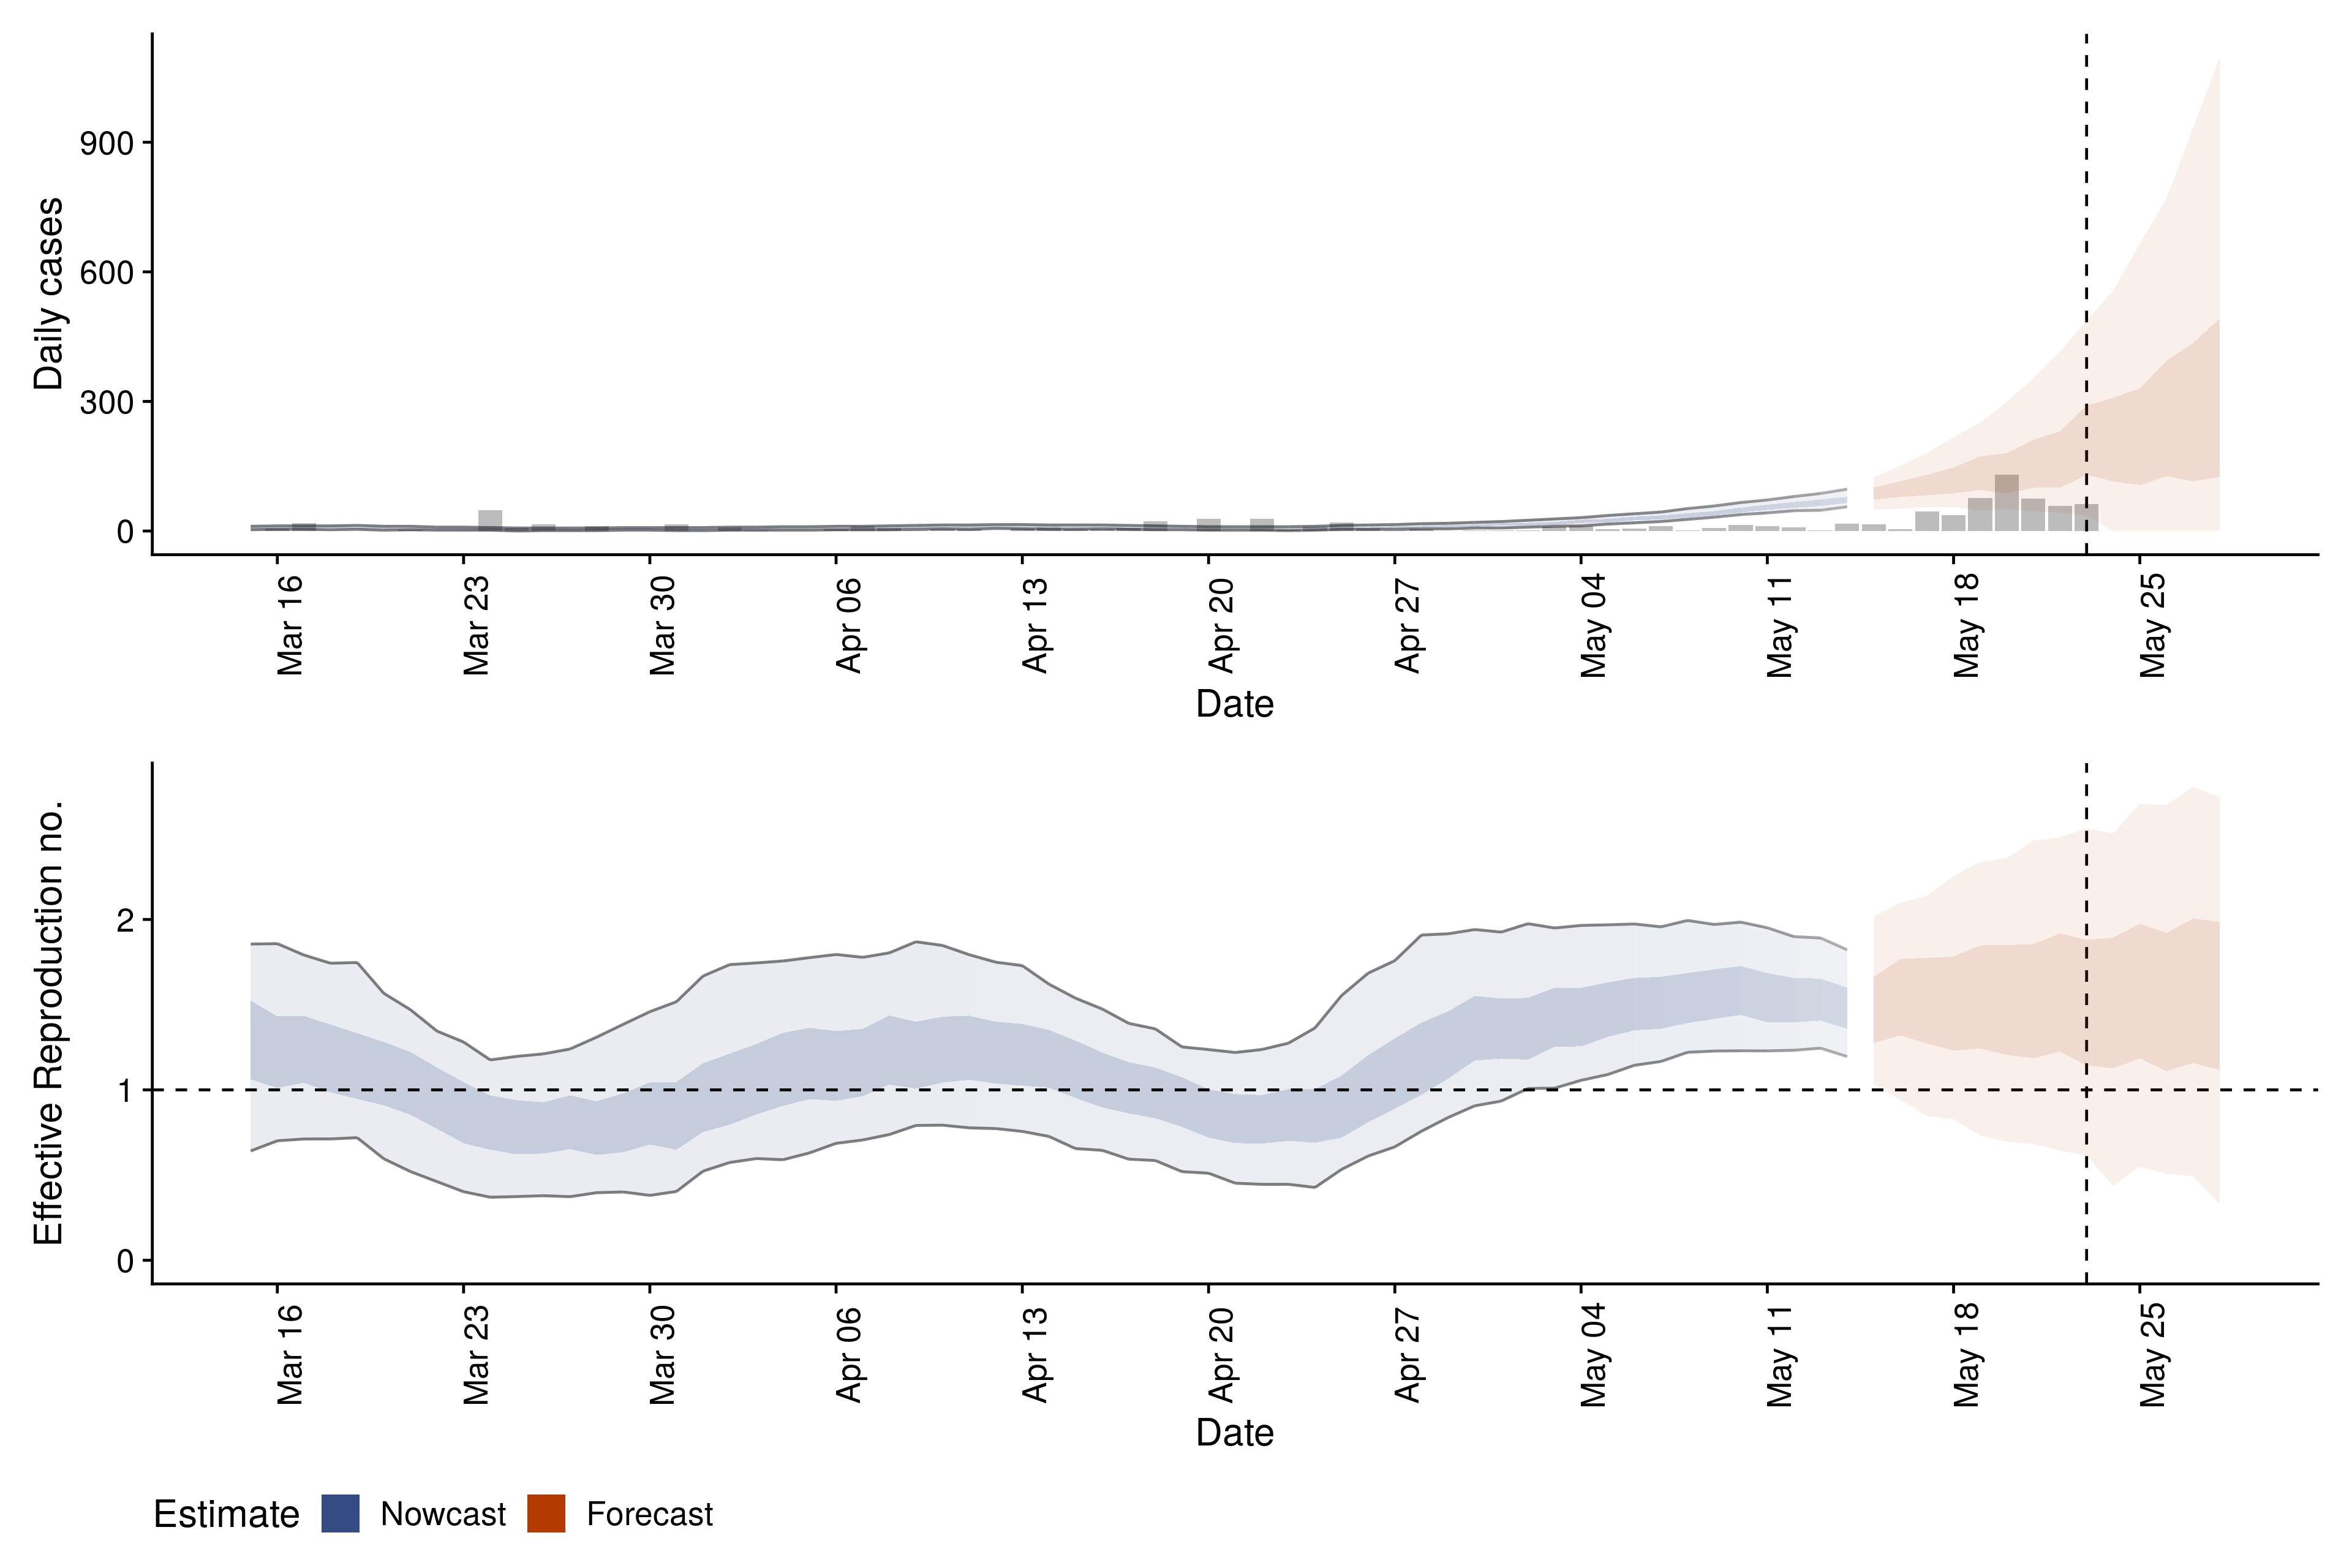 Daily cases
900
600
300
0
Mar 16
Mar 23
Mar 30
Apr 06
Apr 13
Apr 20
Apr 27
May 04
May 11
May 18
May 25
Date
Effective Reproduction no.
2
1
0
Mar 16
Mar 23
Mar 30
Apr 06
Apr 13
Apr 20
Apr 27
May 04
May 11
May 18
May 25
Date
Estimate Nowcast Forecast